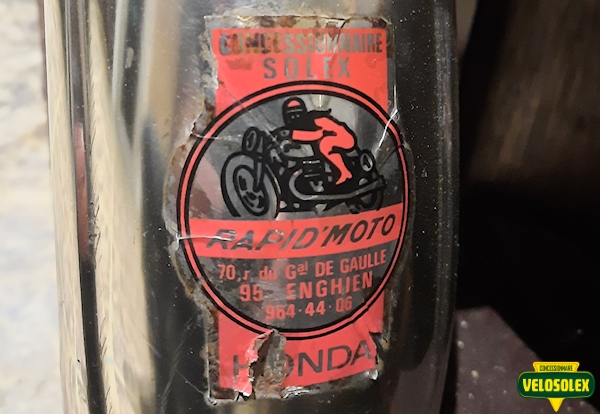 CONCESSIONNAIRE
SOLEX
RAPID'MOTO
70, r. du Gal DE GAULLE
95 - ENGHIEN
964·44·06
HONDA
CONCESSIONNAIRE
VELOSOLEX